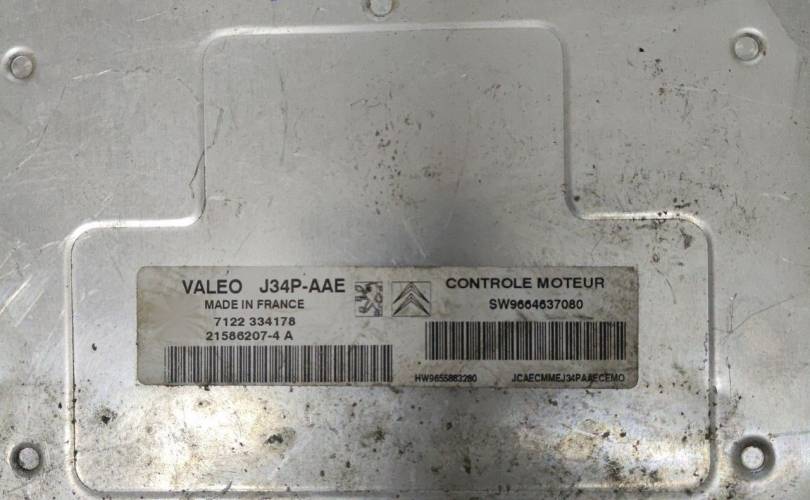 VALEO J34P-AAE
MADE IN FRANCE
7122 334178
21586207-4 A
CONTROLE MOTEUR
SW9664637080
HW9655883280 JCAECMMEJ34PAAECEMO